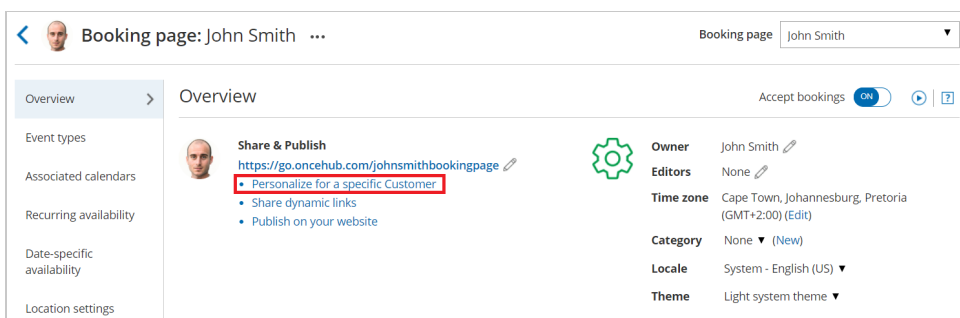 Booking page: John Smith ...
Booking page John Smith
Overview
Event types
Associated calendars
Recurring availability
Date-specific
availability
Location settings
Overview
Accept bookings ON
?
Share & Publish
https://go.oncehub.com/johnsmithbookingpage
• Personalize for a specific Customer
• Share dynamic links
• Publish on your website
Owner John Smith
Editors None
Time zone Cape Town, Johannesburg, Pretoria
(GMT+2:00) (Edit)
Category None (New)
Locale System - English (US)
Theme Light system theme